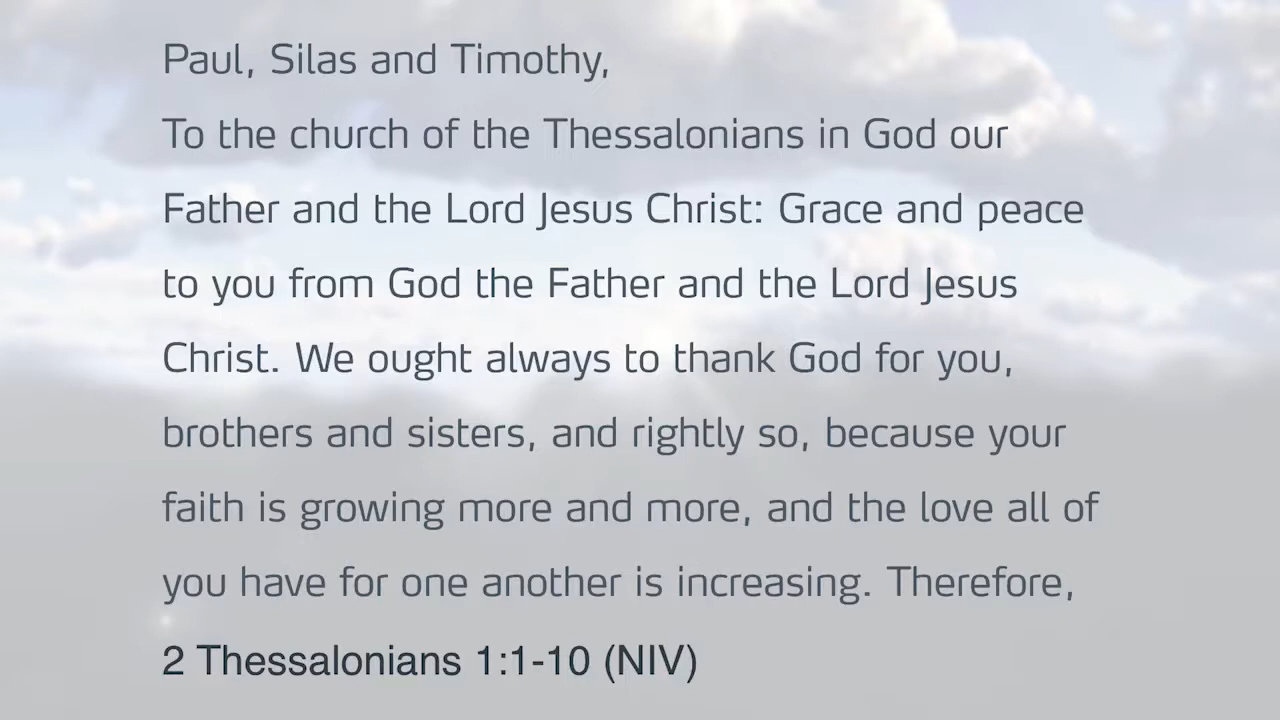 Paul, Silas and Timothy,
To the church of the Thessalonians in God our
Father and the Lord Jesus Christ: Grace and peace
to you from God the Father and the Lord Jesus
Christ. We ought always to thank God for you,
brothers and sisters, and rightly so, because your
faith is growing more and more, and the love all of
you have for one another is increasing. Therefore,
2 Thessalonians 1:1-10 (NIV)